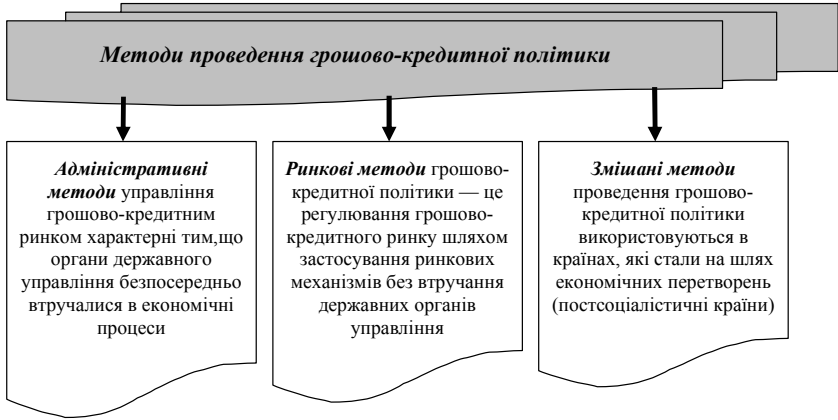 Методи проведення грошово-кредитної політики
Адміністративні
методи управління
грошово-кредитним
ринком характерні тим,що
органи державного
управління безпосередньо
втручалися в економічні
процеси
Ринкові методи грошово-
кредитної політики — це
регулювання грошово-
кредитного ринку шляхом
застосування ринкових
механізмів без втручання
державних органів
управління
Змішані методи
проведення грошово-
кредитної політики
використовуються в
країнах, які стали на шлях
економічних перетворень
(постсоціалістичні країни)